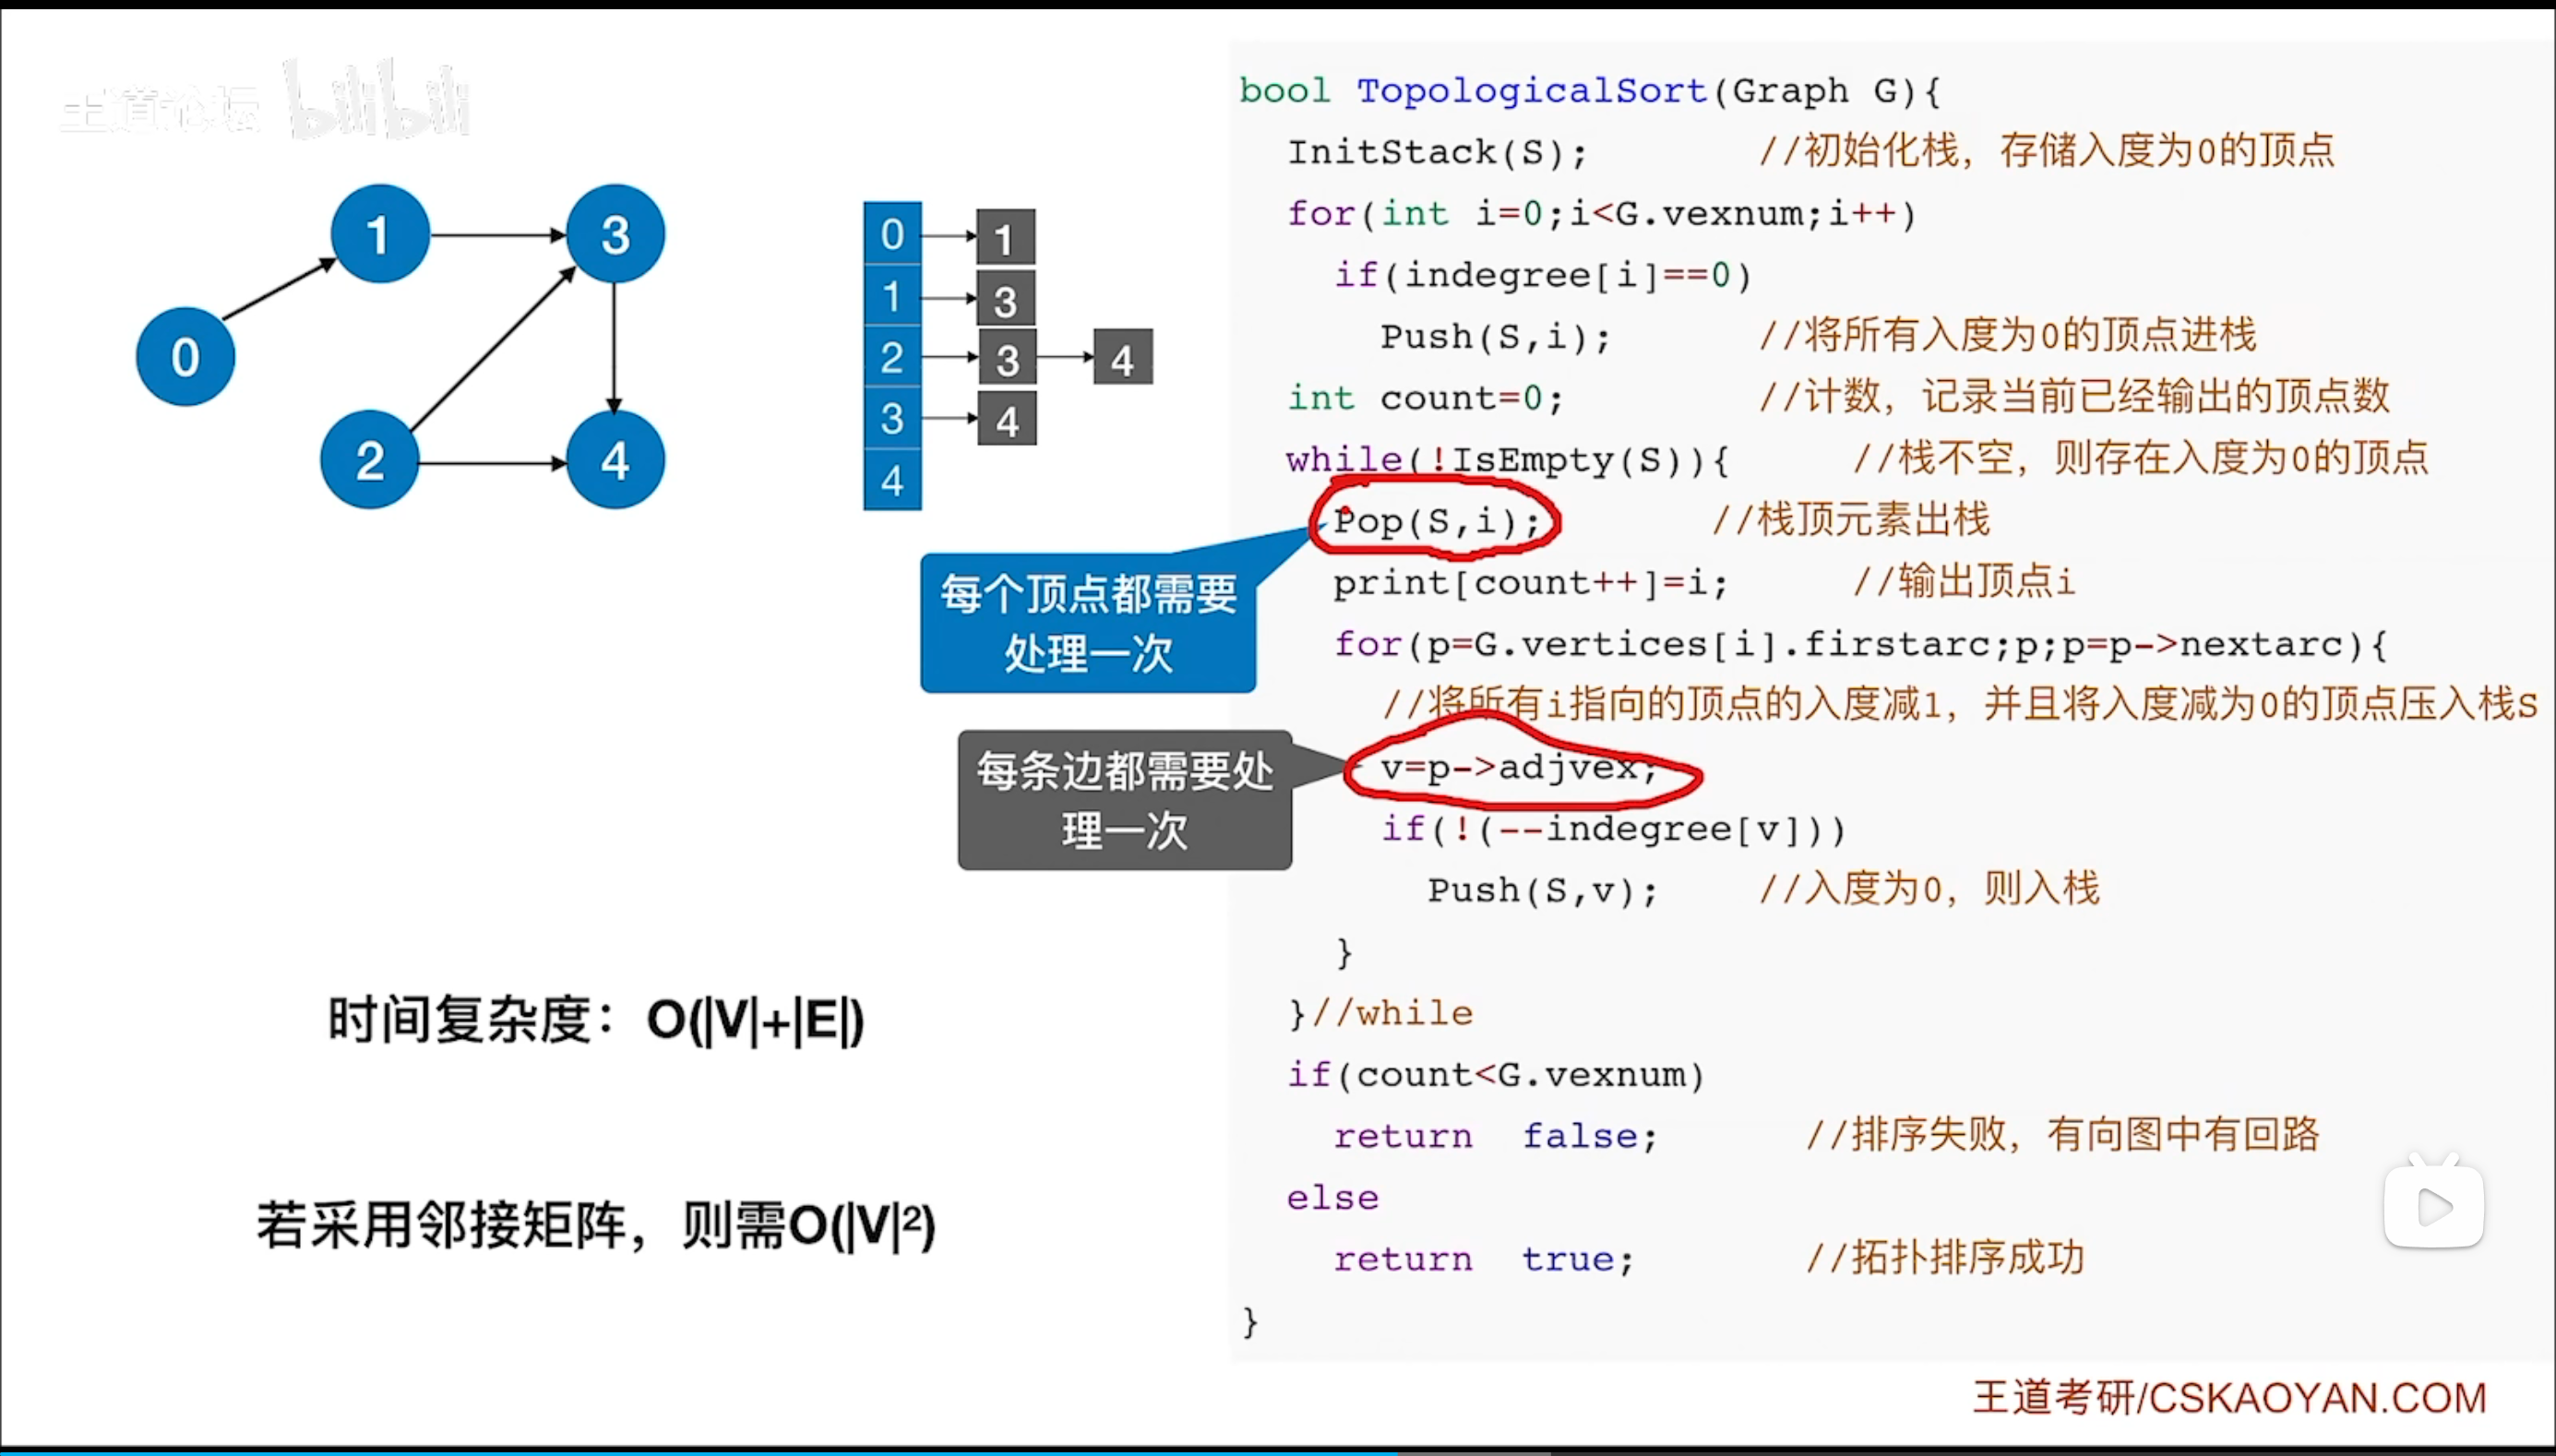 王道论坛 bilibili
1
3
0
2
4
0 1
1 3
2 3 4
3 4
4
每个顶点都需要
处理一次
每条边都需要处
理一次
时间复杂度：O(|V|+|E|)
若采用邻接矩阵，则需O(|V|²)
bool TopologicalSort(Graph G){
InitStack(S); //初始化栈，存储入度为0的顶点
for(int i=0;i<G.vexnum;i++)
if(indegree[i]==0)
Push(S,i); //将所有入度为0的顶点进栈
int count=0; //计数，记录当前已经输出的顶点数
while(!IsEmpty(S)){ //栈不空，则存在入度为0的顶点
Pop(S,i); //栈顶元素出栈
print[count++]=i; //输出顶点i
for(p=G.vertices[i].firstarc;p;p=p->nextarc){
//将所有i指向的顶点的入度减1，并且将入度减为0的顶点压入栈S
v=p->adjvex;
if(!(--indegree[v]))
Push(S,v); //入度为0，则入栈
}
}//while
if(count<G.vexnum)
return false; //排序失败，有向图中有回路
else
return true; //拓扑排序成功
}
王道考研/CSKAOYAN.COM